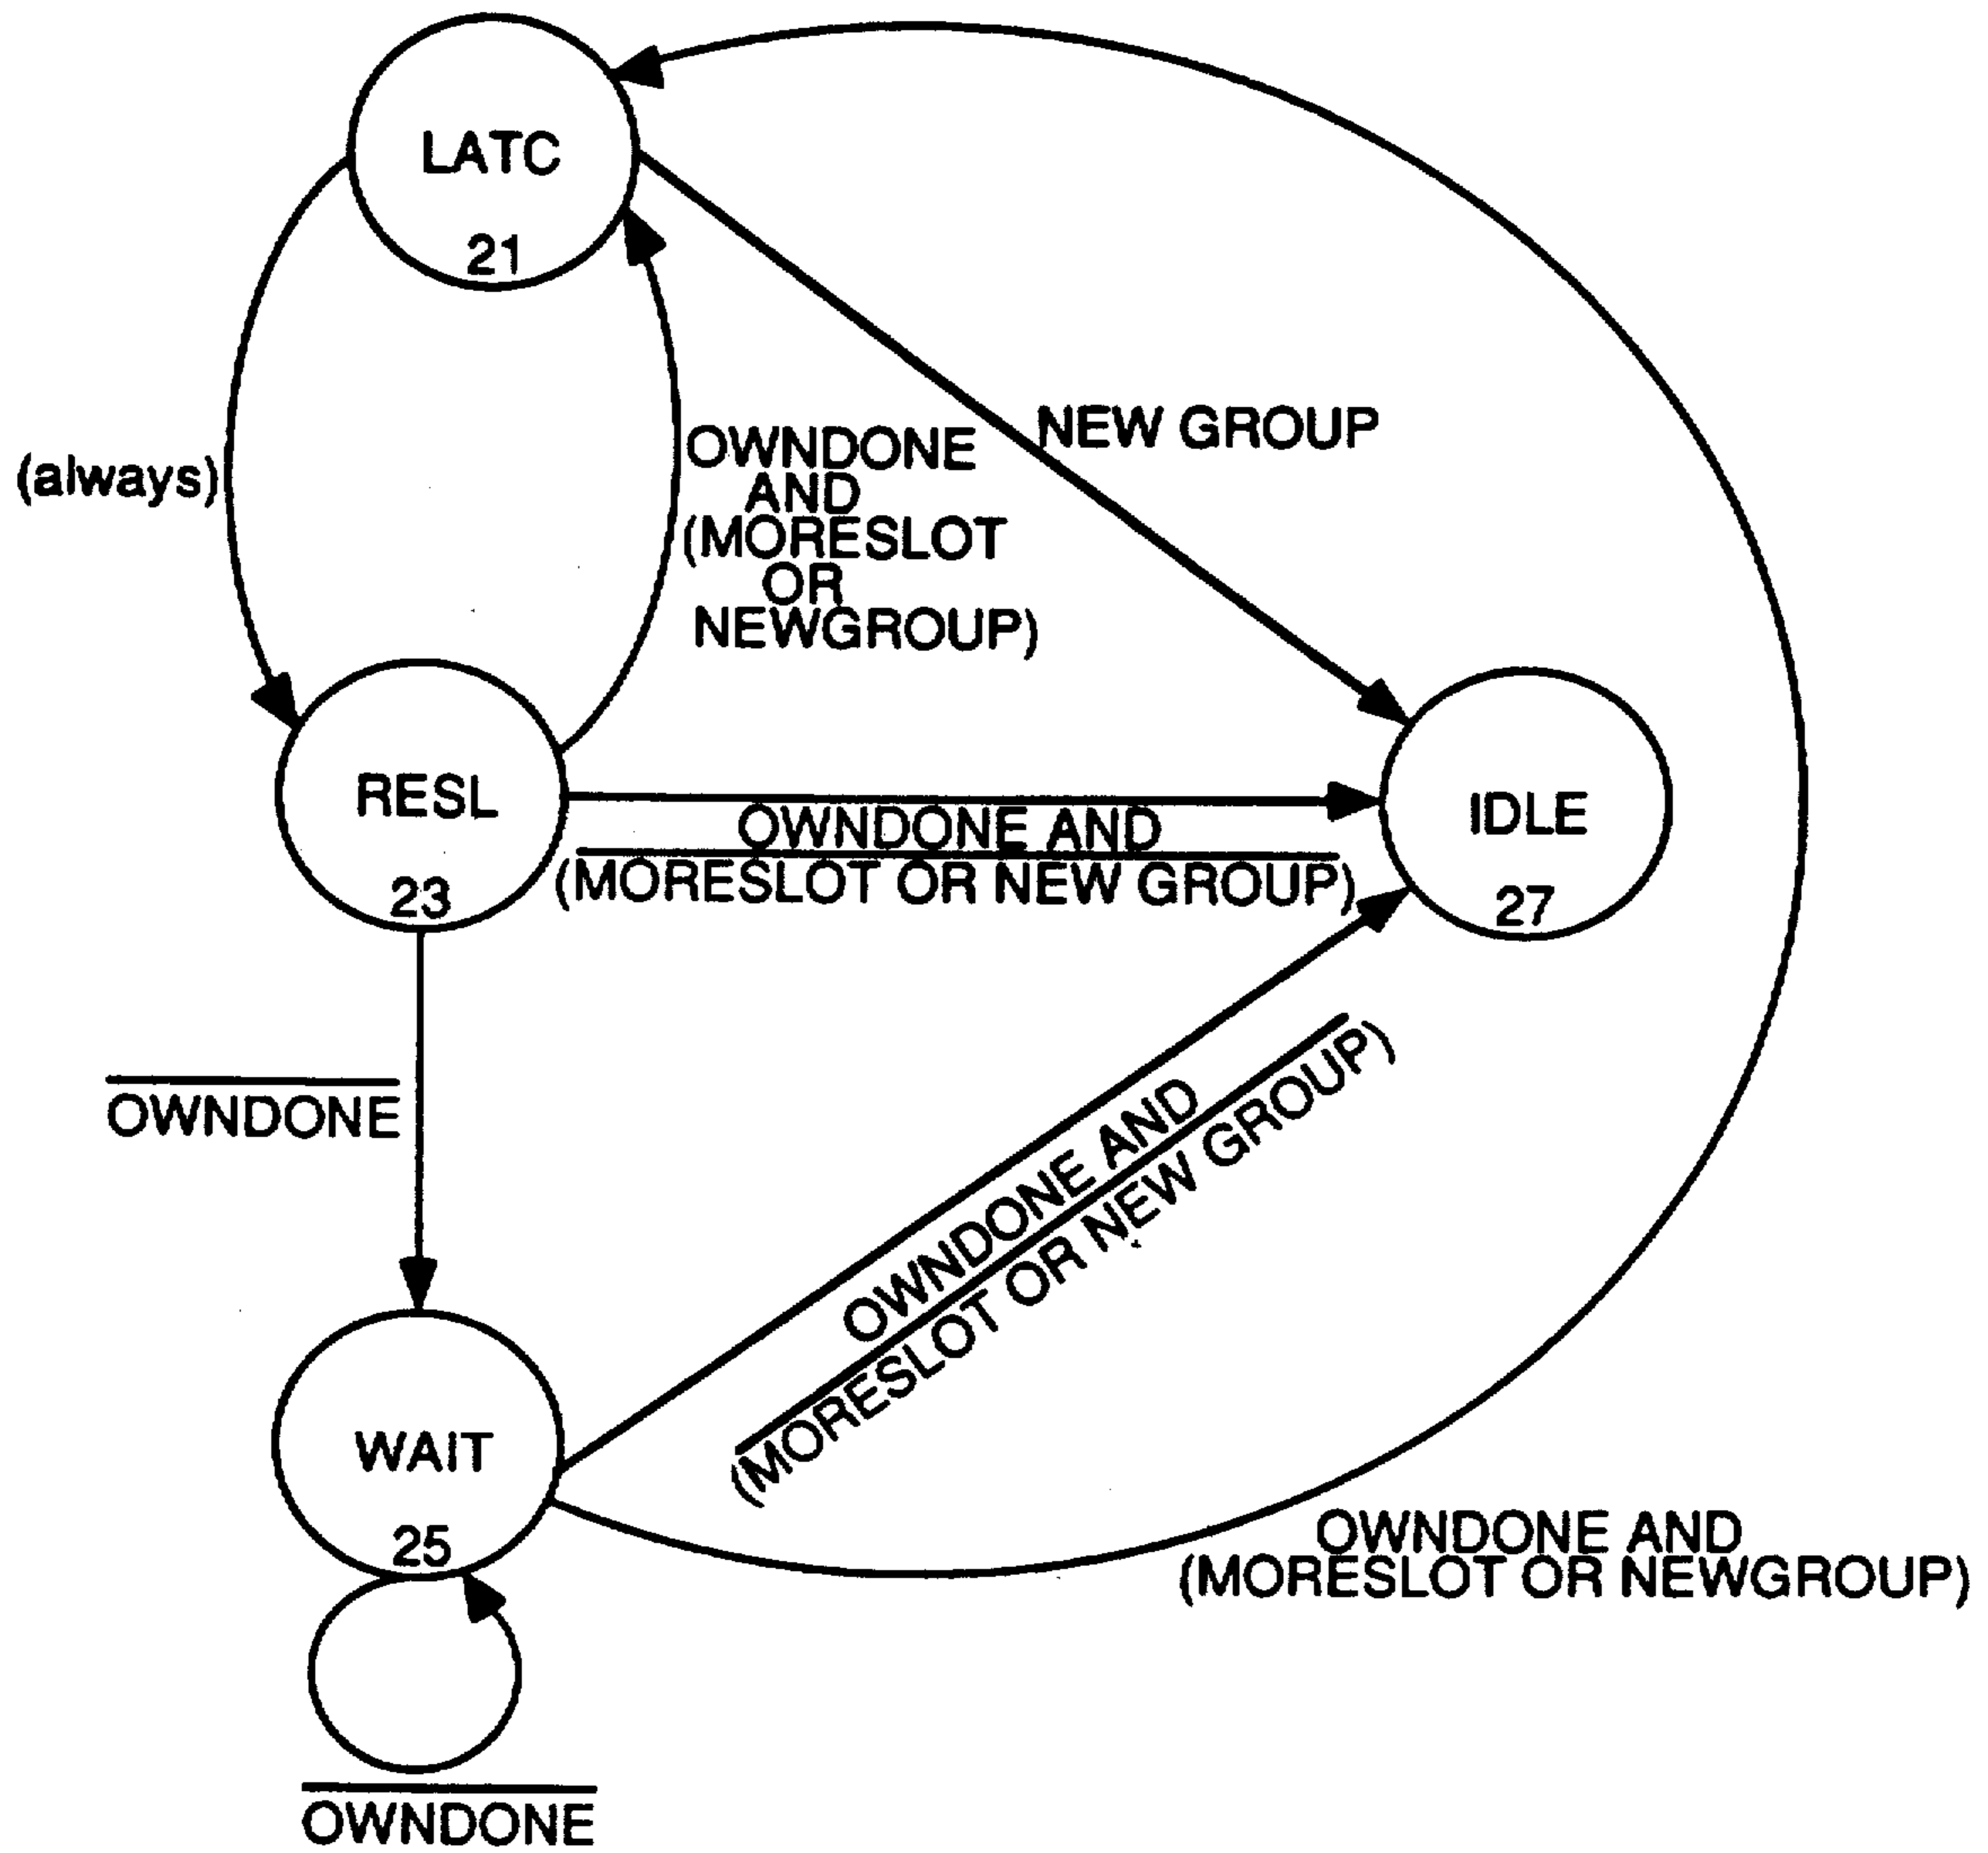 LATC
21
(always)
OWNDONE
AND
(MORESLOT
OR
NEWGROUP)
NEW GROUP
RESL
23
OWNDONE AND
(MORESLOT OR NEW GROUP)
IDLE
27
OWNDONE
OWNDONE AND
(MORESLOT OR NEW GROUP)
WAIT
25
OWNDONE AND
(MORESLOT OR NEWGROUP)
OWNDONE